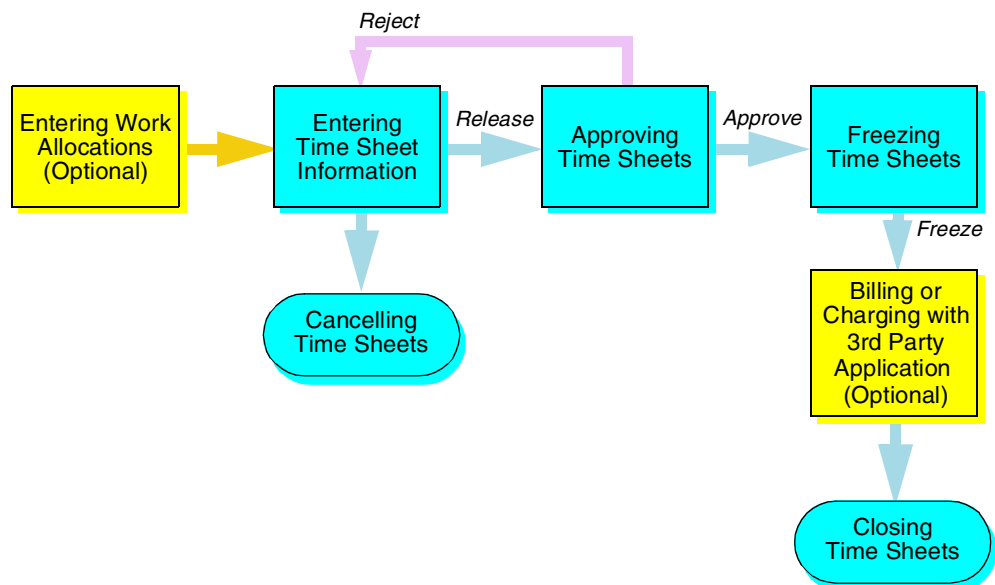 Reject
Entering Work
Allocations
(Optional)
Entering
Time Sheet
Information
Release
Approving
Time Sheets
Approve
Freezing
Time Sheets
Freeze
Cancelling
Time Sheets
Billing or
Charging with
3rd Party
Application
(Optional)
Closing
Time Sheets